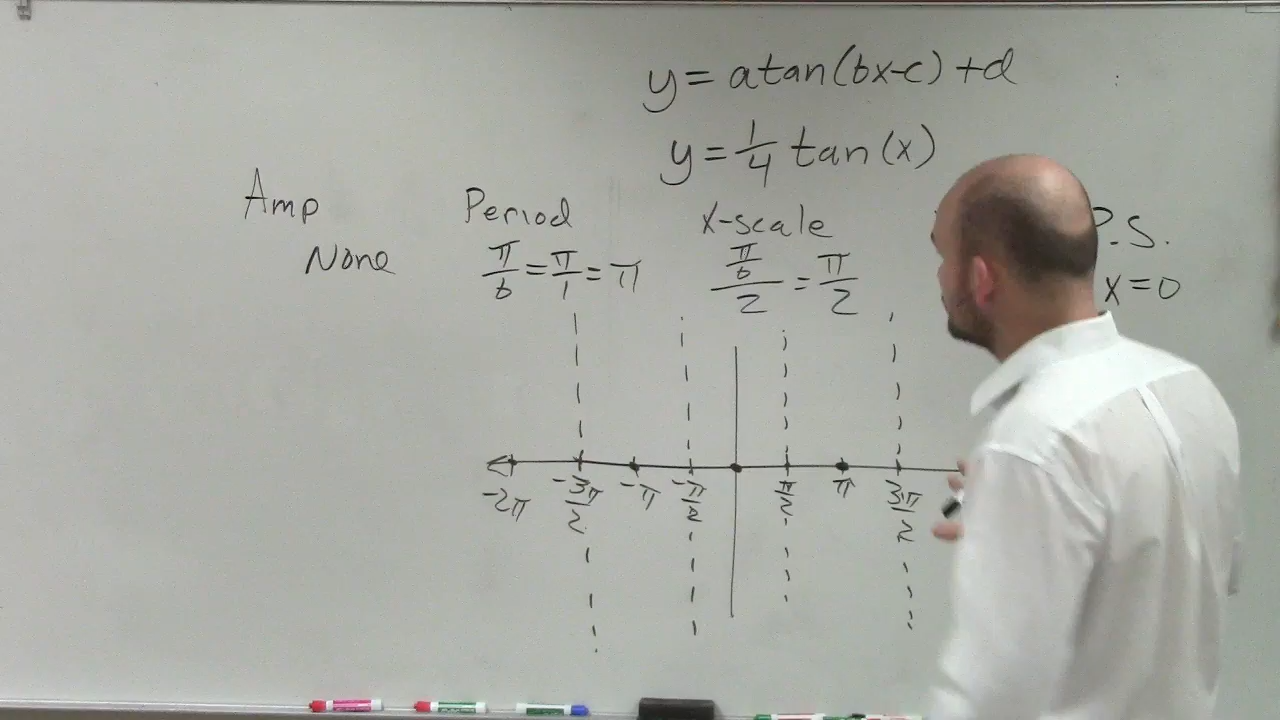 y = a tan(bx-c) + d
y = 1/4 tan(x)
Amp
None
Period
π/b = π/1 = π
x-scale
(π/b)/2 = π/2
P.S.
x=0
-2π -3π/2 -π -π/2 π/2 π 3π/2